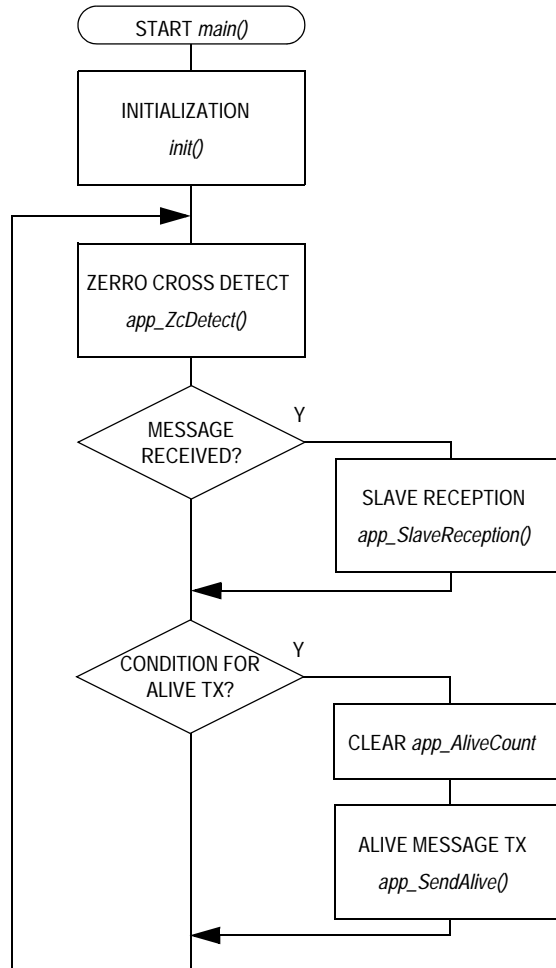 START main()
INITIALIZATION
init()
ZERRO CROSS DETECT
app_ZcDetect()
Y
MESSAGE
RECEIVED?
SLAVE RECEPTION
app_SlaveReception()
Y
CONDITION FOR
ALIVE TX?
CLEAR app_AliveCount
ALIVE MESSAGE TX
app_SendAlive()